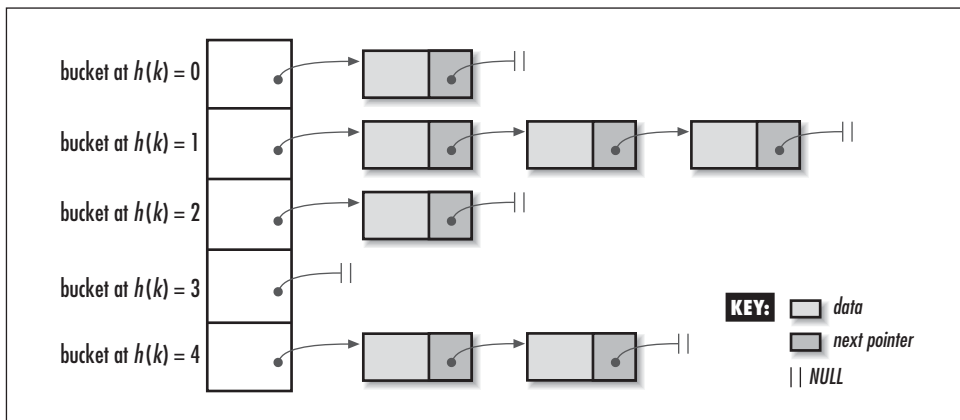 bucket at h(k) = 0
bucket at h(k) = 1
bucket at h(k) = 2
bucket at h(k) = 3
bucket at h(k) = 4
KEY:
data
next pointer
NULL